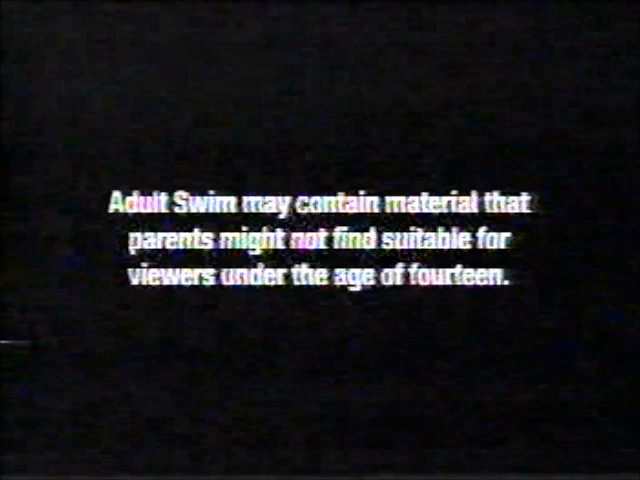 Adult Swim may contain material that
parents might not find suitable for
viewers under the age of fourteen.